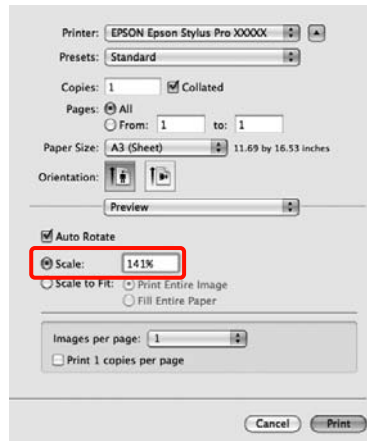 Printer: EPSON Epson Stylus Pro XXXXX
Presets: Standard
Copies: 1 Collated
Pages: All
From: 1 to: 1
Paper Size: A3 (Sheet) 11.69 by 16.53 inches
Orientation:
Preview
Auto Rotate
Scale: 141%
Scale to Fit: Print Entire Image
Fill Entire Paper
Images per page: 1
Print 1 copies per page
Cancel Print